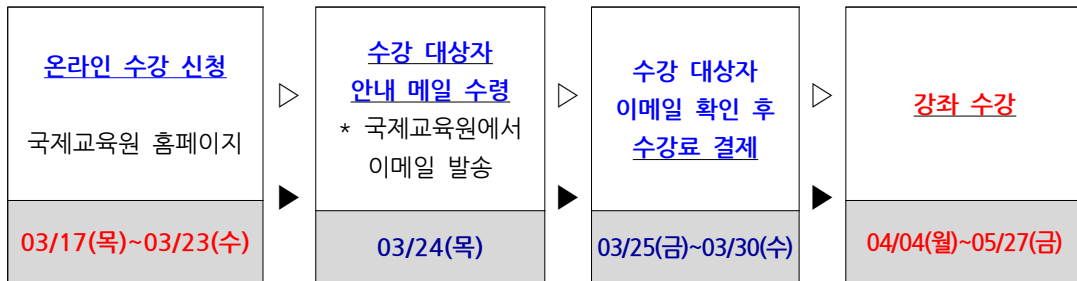 온라인 수강 신청
국제교육원 홈페이지
03/17(목)~03/23(수)
▷
▶
수강 대상자
안내 메일 수령
* 국제교육원에서
이메일 발송
03/24(목)
▷
▶
수강 대상자
이메일 확인 후
수강료 결제
03/25(금)~03/30(수)
▷
▶
강좌 수강
04/04(월)~05/27(금)